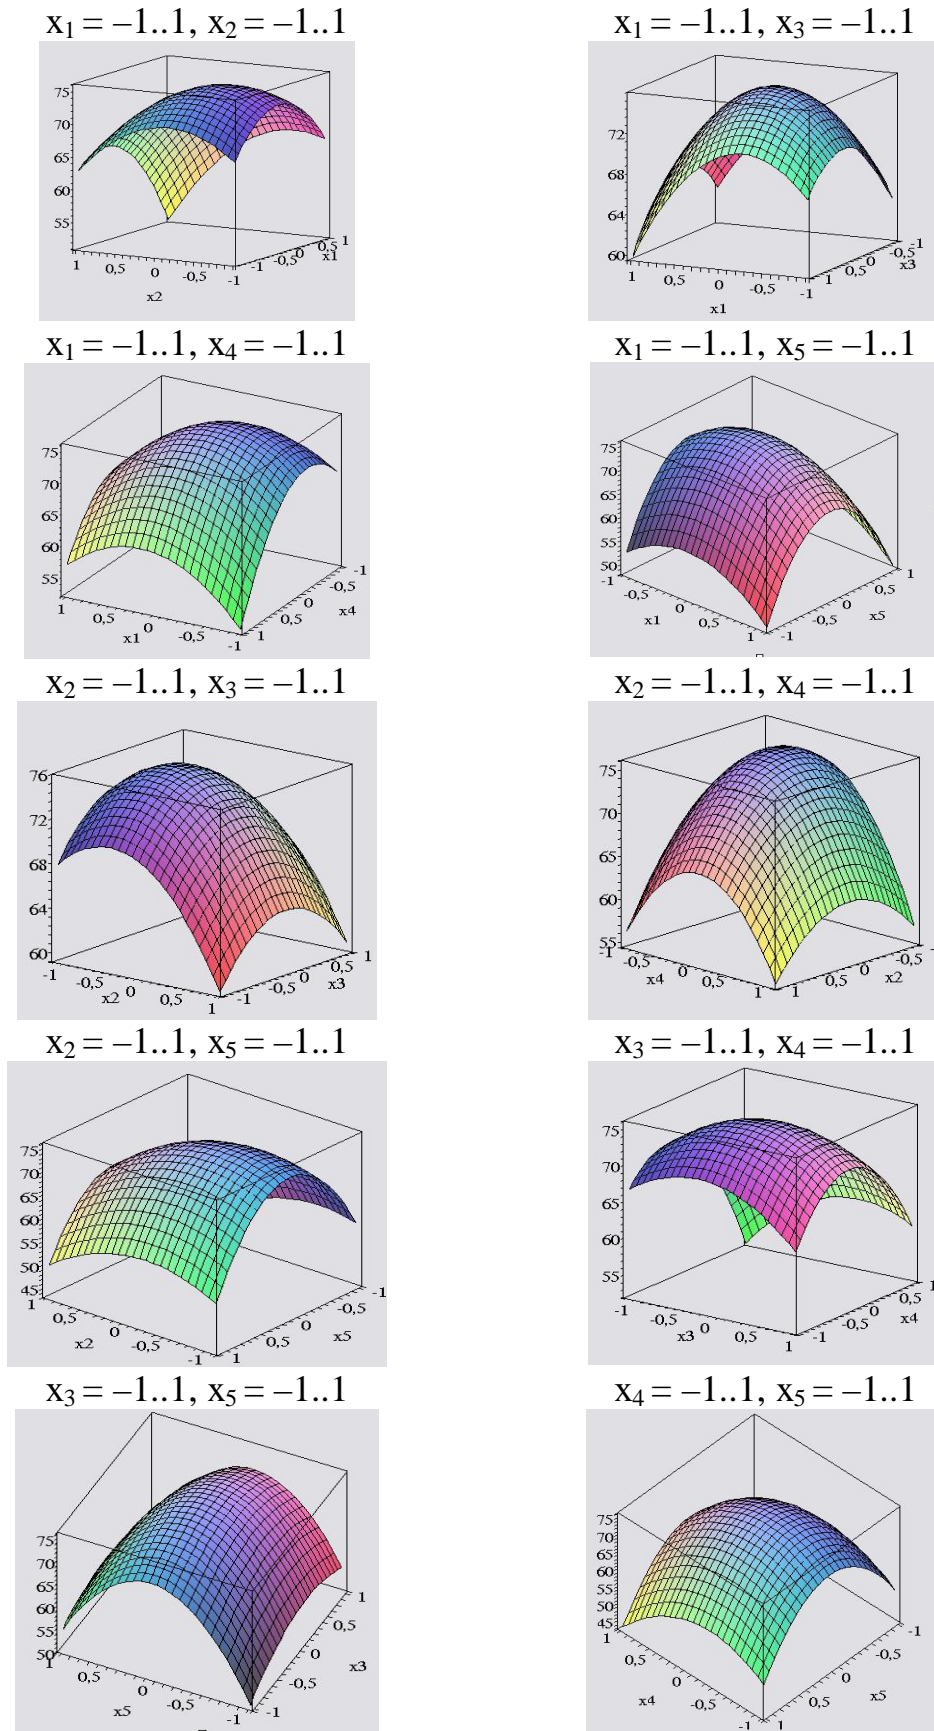 x₁ = −1..1, x₂ = −1..1
75
70
65
60
55
1 0,5 0 -0,5 -1
x2
-1 -0,5 0 0,5 1
x1
x₁ = −1..1, x₃ = −1..1
72
68
64
60
1 0,5 0 -0,5 -1
x1
1 0,5 0 -0,5 -1
x3
x₁ = −1..1, x₄ = −1..1
75
70
65
60
55
1 0,5 0 -0,5 -1
x1
1 0,5 0 -0,5 -1
x4
x₁ = −1..1, x₅ = −1..1
75
70
65
60
55
50
-1 -0,5 0 0,5 1
x1
-1 -0,5 0 0,5 1
x5
x₂ = −1..1, x₃ = −1..1
76
72
68
64
60
-1 -0,5 0 0,5 1
x2
-1 -0,5 0 0,5 1
x3
x₂ = −1..1, x₄ = −1..1
75
70
65
60
55
-0,5 0 0,5 1
x4
1 0,5 0 -0,5
x2
x₂ = −1..1, x₅ = −1..1
75
70
65
60
55
50
45
1 0,5 0 -0,5 -1
x2
1 0,5 0 -0,5 -1
x5
x₃ = −1..1, x₄ = −1..1
75
70
65
60
55
-1 -0,5 0 0,5 1
x3
-1 -0,5 0 0,5 1
x4
x₃ = −1..1, x₅ = −1..1
75
70
65
60
55
50
1 0,5 0 -0,5 -1
x5
-1 -0,5 0 0,5 1
x3
x₄ = −1..1, x₅ = −1..1
75
70
65
60
55
50
45
1 0,5 0 -0,5 -1
x4
1 0,5 0 -0,5 -1
x5